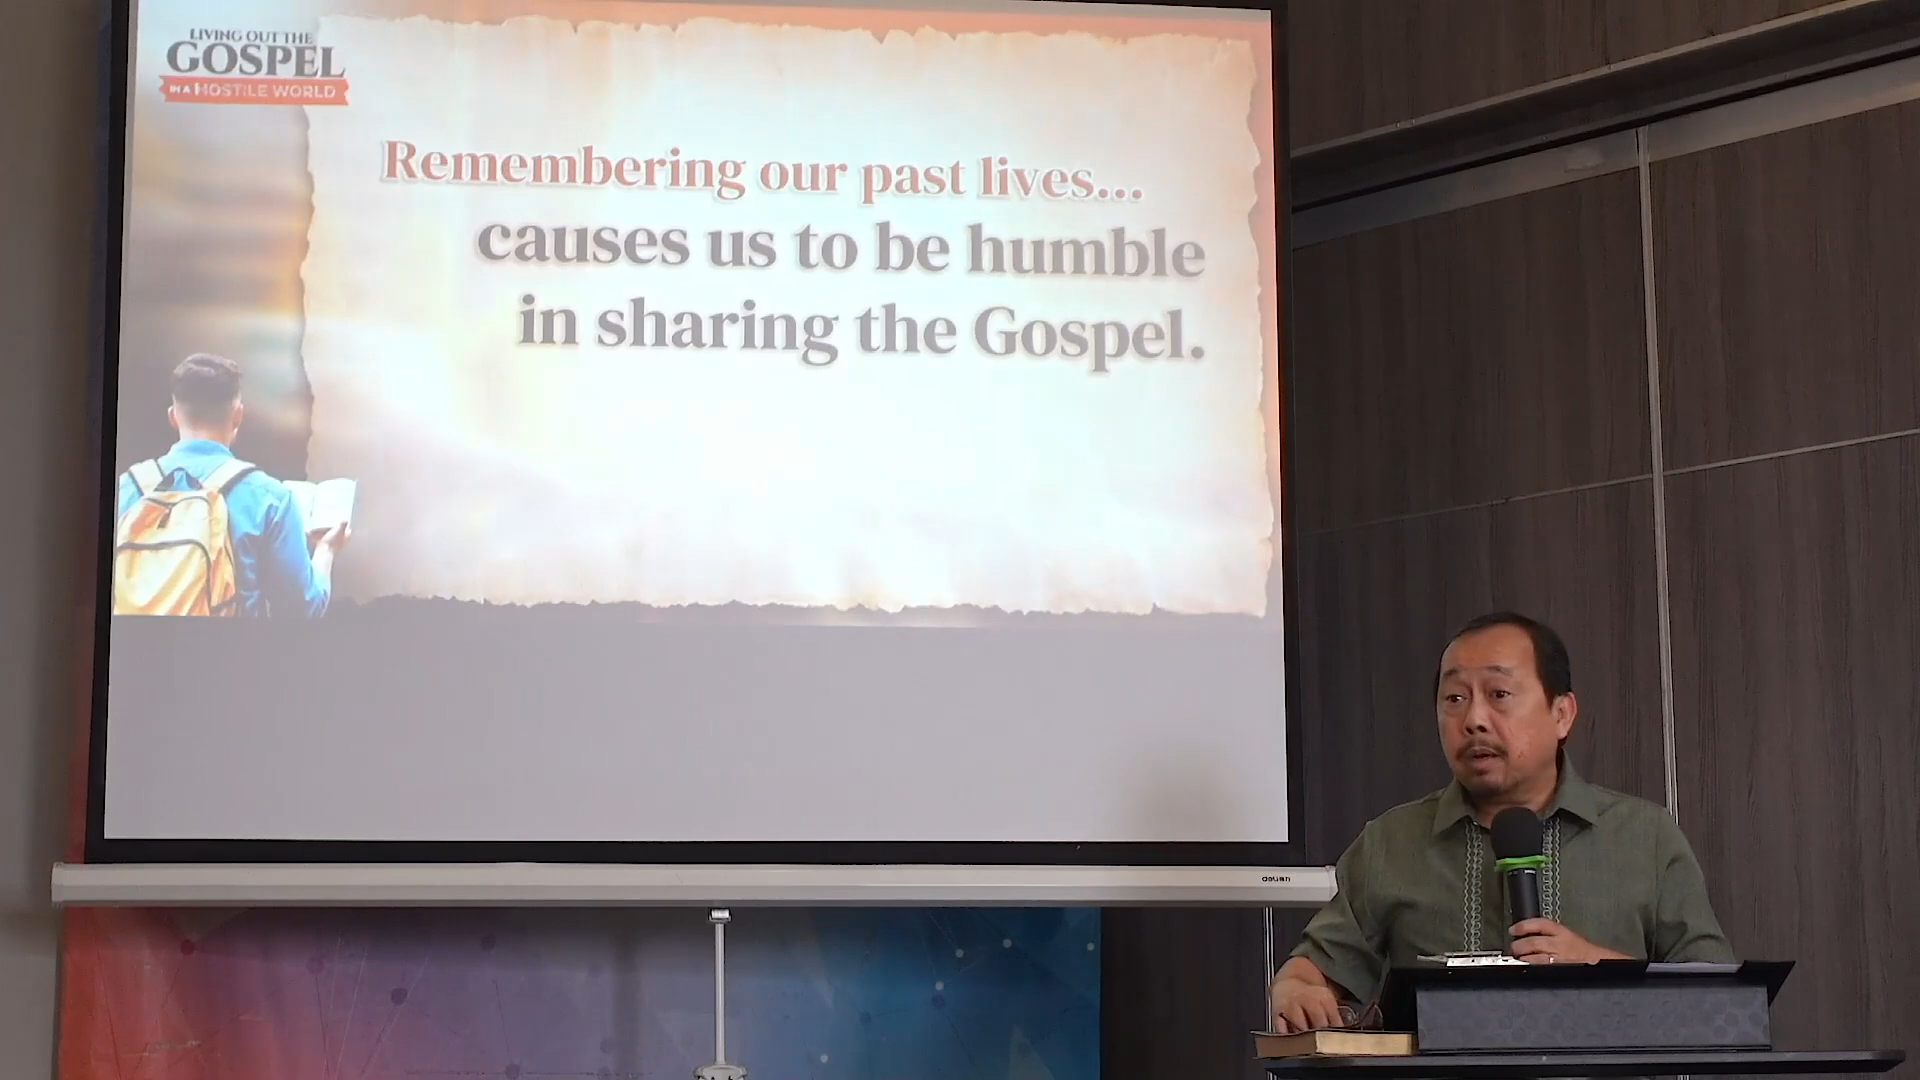 LIVING OUT THE
GOSPEL
IN A HOSTILE WORLD
Remembering our past lives...
causes us to be humble
in sharing the Gospel.